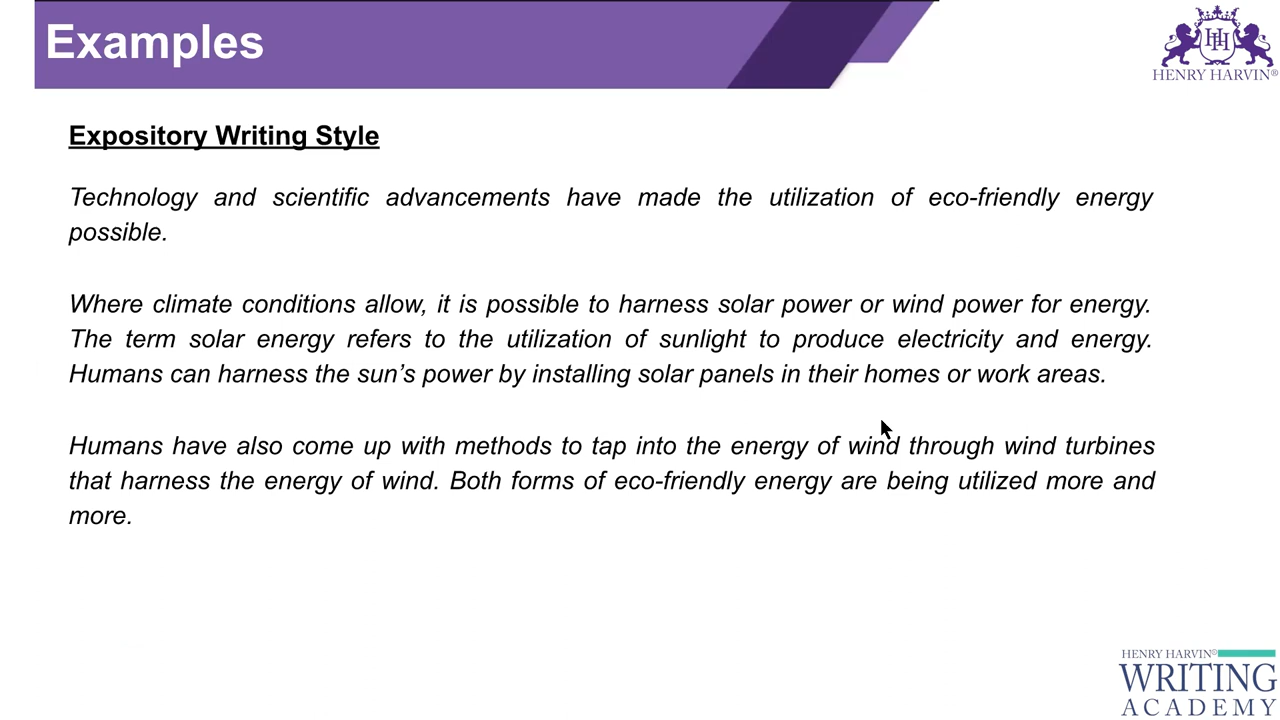 Examples
HENRY HARVIN®
Expository Writing Style
Technology and scientific advancements have made the utilization of eco-friendly energy
possible.
Where climate conditions allow, it is possible to harness solar power or wind power for energy.
The term solar energy refers to the utilization of sunlight to produce electricity and energy.
Humans can harness the sun’s power by installing solar panels in their homes or work areas.
Humans have also come up with methods to tap into the energy of wind through wind turbines
that harness the energy of wind. Both forms of eco-friendly energy are being utilized more and
more.
HENRY HARVIN®
WRITING
ACADEMY